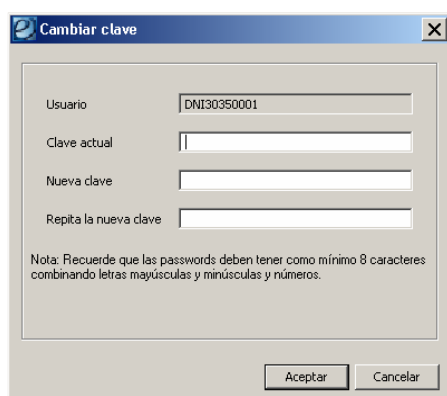 Cambiar clave
Usuario DNI30350001
Clave actual
Nueva clave
Repita la nueva clave
Nota: Recuerde que las passwords deben tener como mínimo 8 caracteres
combinando letras mayúsculas y minúsculas y números.
Aceptar Cancelar